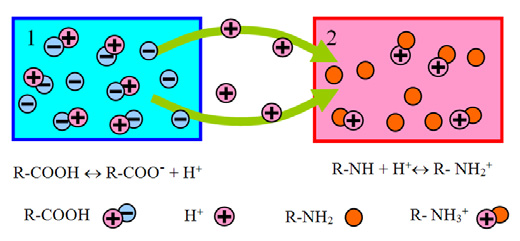 1 2
R-COOH ↔ R-COO⁻ + H⁺ R-NH + H⁺↔ R- NH₂⁺
R-COOH H⁺ R-NH₂ R- NH₃⁺